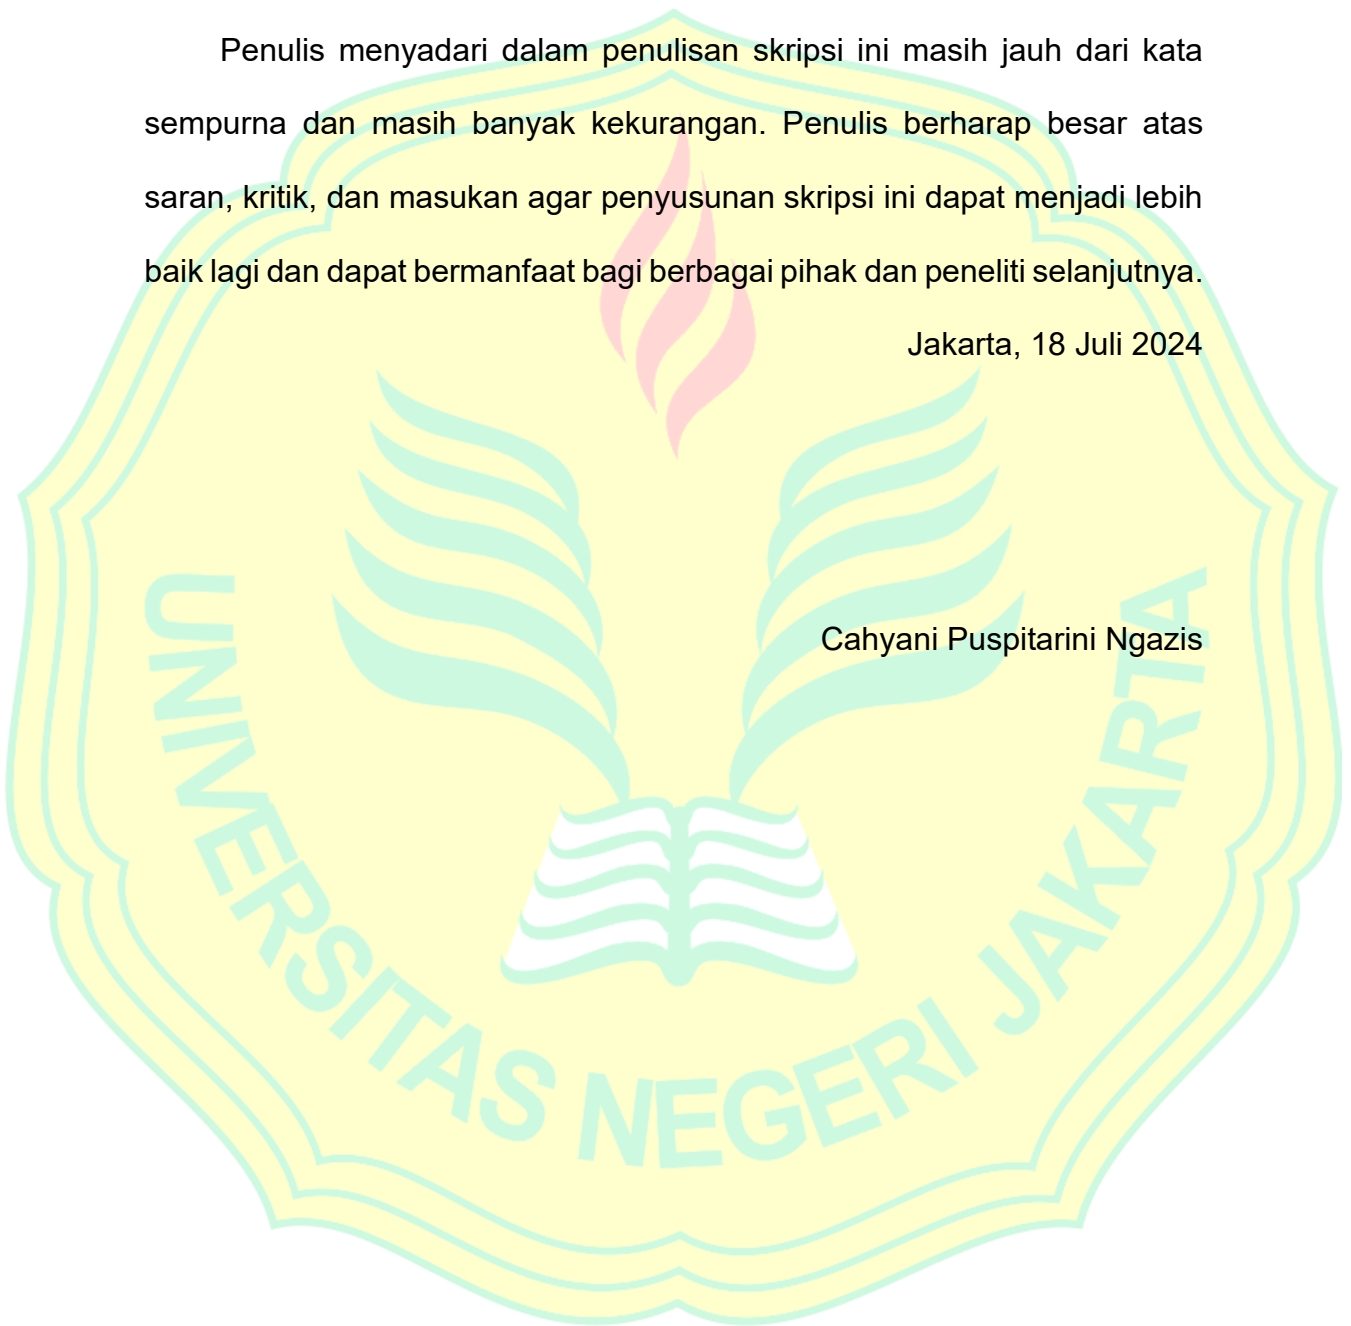 Penulis menyadari dalam penulisan skripsi ini masih jauh dari kata
sempurna dan masih banyak kekurangan. Penulis berharap besar atas
saran, kritik, dan masukan agar penyusunan skripsi ini dapat menjadi lebih
baik lagi dan dapat bermanfaat bagi berbagai pihak dan peneliti selanjutnya.
Jakarta, 18 Juli 2024
Cahyani Puspitarini Ngazis
UNIVERSITAS NEGERI JAKARTA